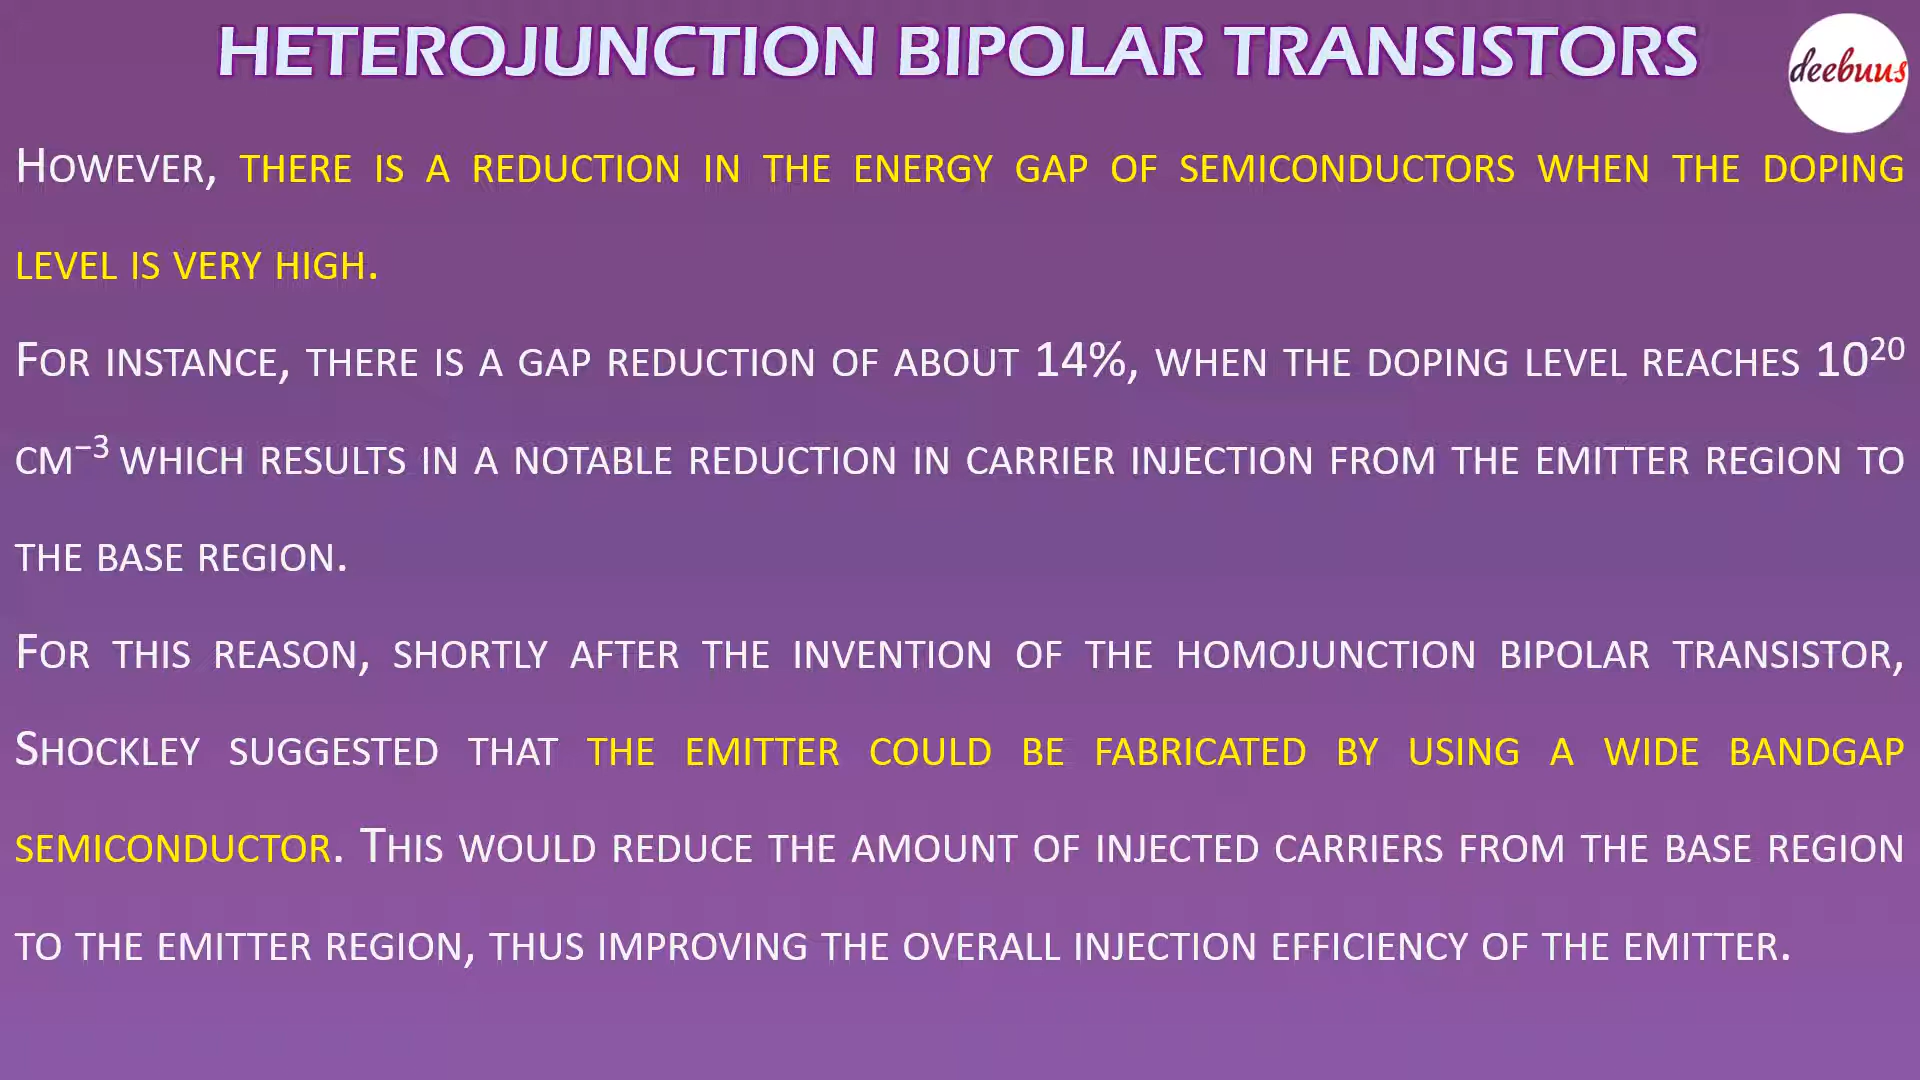 HETEROJUNCTION BIPOLAR TRANSISTORS
deebuus
However, there is a reduction in the energy gap of semiconductors when the doping
level is very high.
For instance, there is a gap reduction of about 14%, when the doping level reaches 10²⁰
cm⁻³ which results in a notable reduction in carrier injection from the emitter region to
the base region.
For this reason, shortly after the invention of the homojunction bipolar transistor,
Shockley suggested that the emitter could be fabricated by using a wide bandgap
semiconductor. This would reduce the amount of injected carriers from the base region
to the emitter region, thus improving the overall injection efficiency of the emitter.